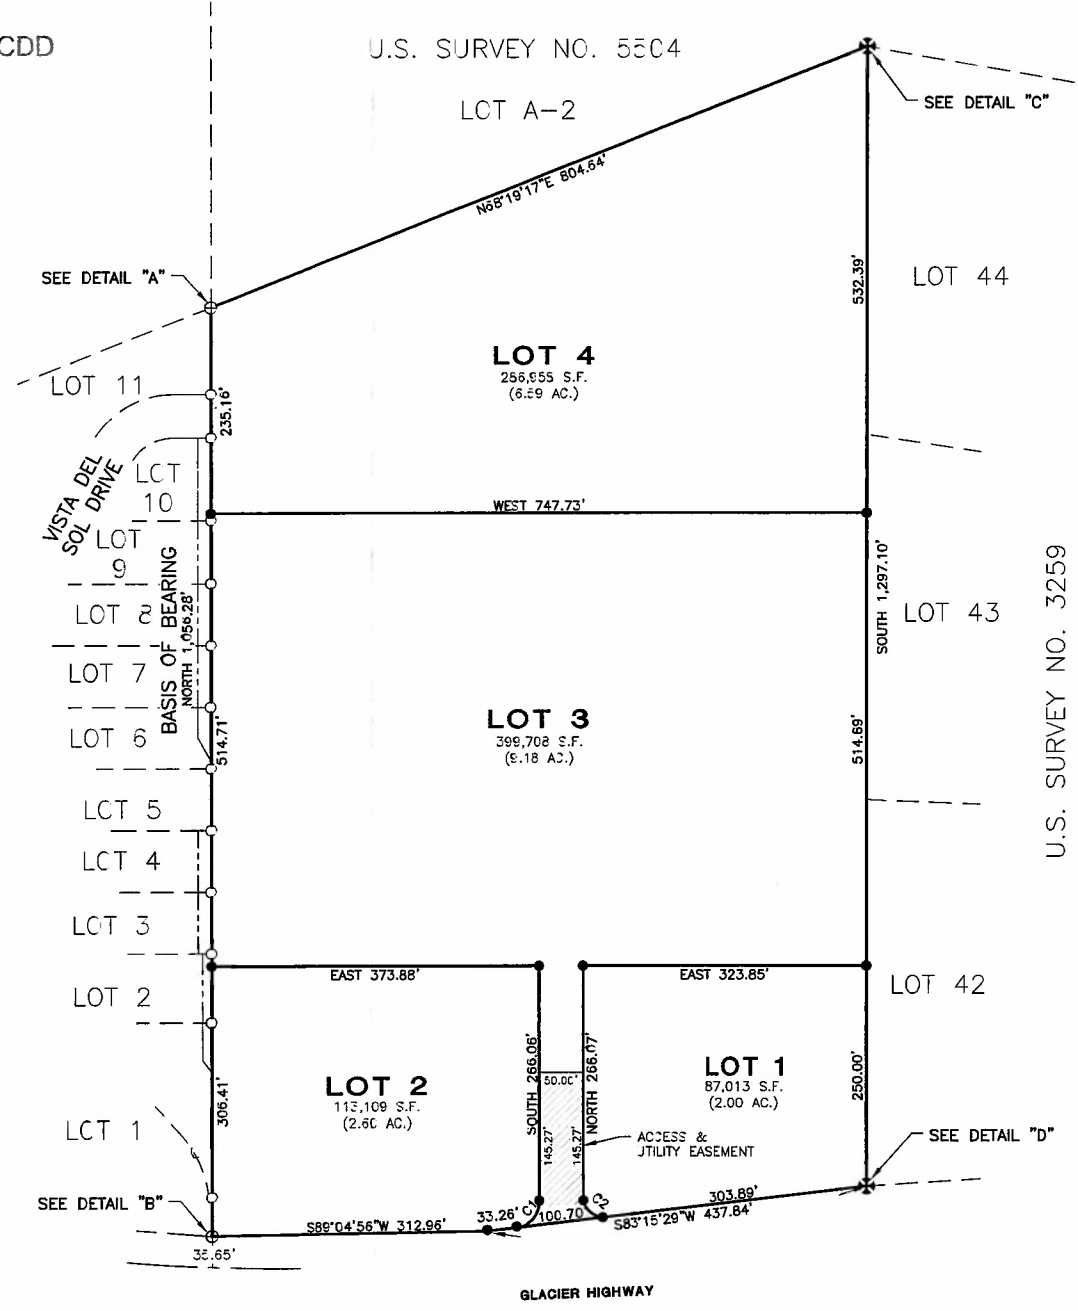 CDD
U.S. SURVEY NO. 5504
LOT A-2
SEE DETAIL "C"
N68°19'17"E 804.64'
SEE DETAIL "A"
532.39'
LOT 44
LOT 4
(6.59 AC.)
LOT 11
235.16'
VISTA DEL
SOL DRIVE
LOT
10
WEST 747.73'
LOT
9
BASIS OF BEARING
NORTH 1,056.28'
SOUTH 1,297.10'
LOT 43
U.S. SURVEY NO. 3259
LOT 8
LOT 7
LOT 6
514.71'
LOT 3
399,708 S.F.
(9.18 AC.)
514.69'
LOT 5
LOT 4
LOT 3
EAST 373.88'
EAST 323.85'
LOT 42
LOT 2
306.41'
LOT 2
(2.60 AC.)
SOUTH 266.06'
50.00'
145.27'
145.27'
NORTH 266.07'
LOT 1
87,013 S.F.
(2.00 AC.)
250.00'
LOT 1
ACCESS &
UTILITY EASEMENT
SEE DETAIL "D"
SEE DETAIL "B"
S89°04'56"W 312.96'
33.26'
C1
100.70'
C2
303.89'
S83°15'29"W 437.84'
GLACIER HIGHWAY